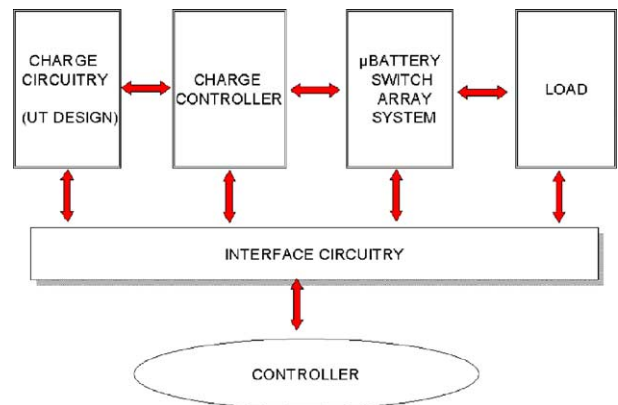 CHARGE
CIRCUITRY
(UT DESIGN)
CHARGE
CONTROLLER
µBATTERY
SWITCH
ARRAY
SYSTEM
LOAD
INTERFACE CIRCUITRY
CONTROLLER